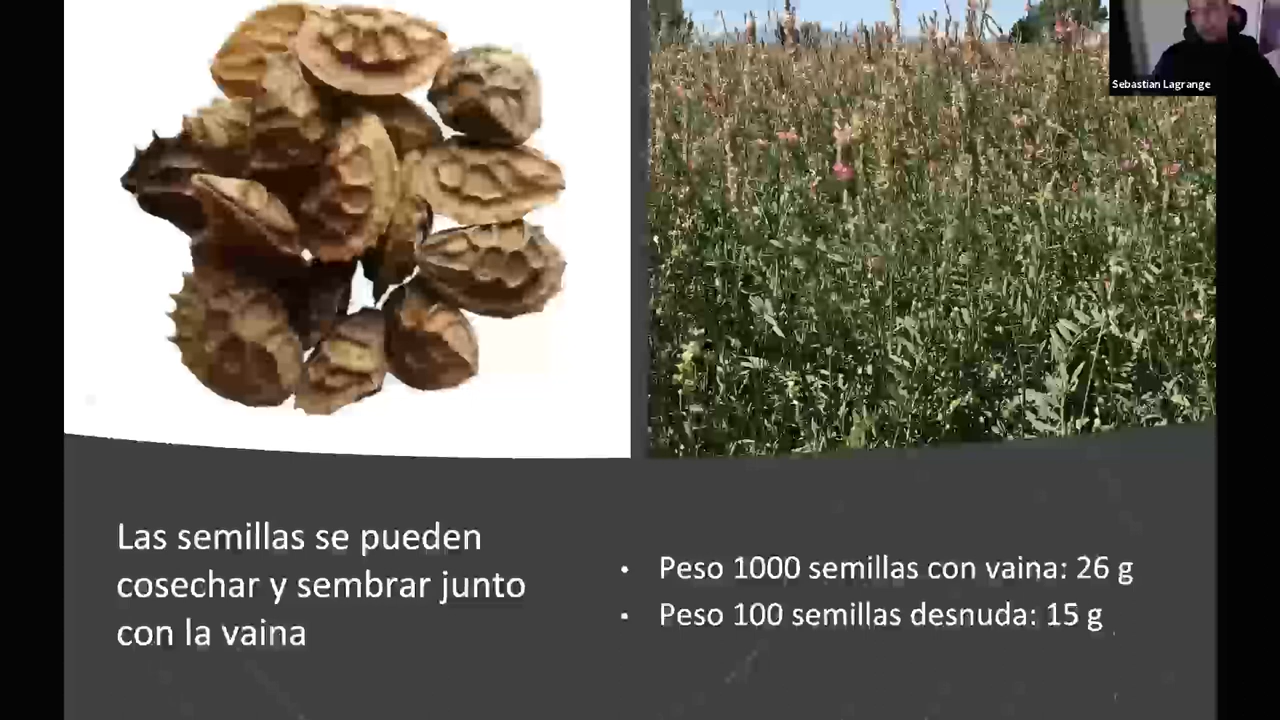 Sebastian Lagrange
Las semillas se pueden
cosechar y sembrar junto
con la vaina
• Peso 1000 semillas con vaina: 26 g
• Peso 100 semillas desnuda: 15 g